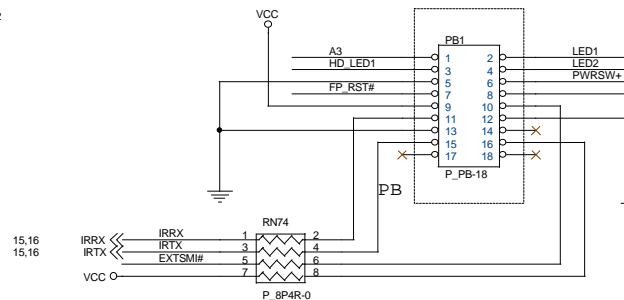 VCC
PB1
A3 1 2 LED1
HD_LED1 3 4 LED2
5 6 PWRSW+
FP_RST# 7 8
9 10
11 12
13 14
15 16
17 18
PB
P_PB-18
RN74
15,16 IRRX IRRX 1 2
15,16 IRTX IRTX 3 4
EXTSMI# 5 6
VCC 7 8
P_8P4R-0